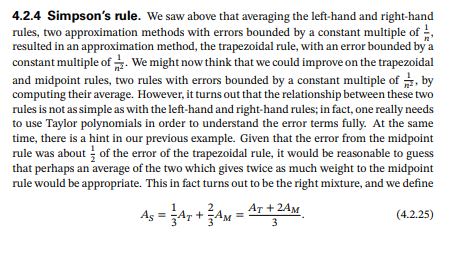 4.2.4 Simpson's rule. We saw above that averaging the left-hand and right-hand
rules, two approximation methods with errors bounded by a constant multiple of 1/n,
resulted in an approximation method, the trapezoidal rule, with an error bounded by a
constant multiple of 1/n². We might now think that we could improve on the trapezoidal
and midpoint rules, two rules with errors bounded by a constant multiple of 1/n², by
computing their average. However, it turns out that the relationship between these two
rules is not as simple as with the left-hand and right-hand rules; in fact, one really needs
to use Taylor polynomials in order to understand the error terms fully. At the same
time, there is a hint in our previous example. Given that the error from the midpoint
rule was about 1/2 of the error of the trapezoidal rule, it would be reasonable to guess
that perhaps an average of the two which gives twice as much weight to the midpoint
rule would be appropriate. This in fact turns out to be the right mixture, and we define
A_S = 1/3 A_T + 2/3 A_M = (A_T + 2A_M)/3. (4.2.25)